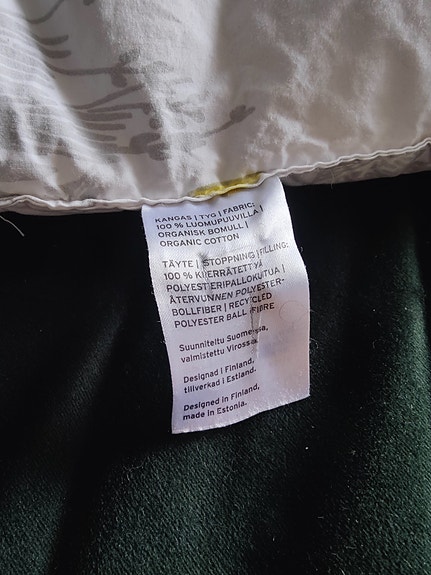 KANGAS | TYG | FABRIC:
100 % LUOMUPUUVILLA |
ORGANISK BOMULL |
ORGANIC COTTON
TÄYTE | STOPPNING | FILLING:
100 % KIERRÄTETTYÄ
POLYESTERIPALLOKUITUA |
ÅTERVUNNEN POLYESTER-
BOLLFIBER | RECYCLED
POLYESTER BALL FIBRE
Suunniteltu Suomessa,
valmistettu Virossa.
Designad i Finland,
tillverkad i Estland.
Designed in Finland,
made in Estonia.